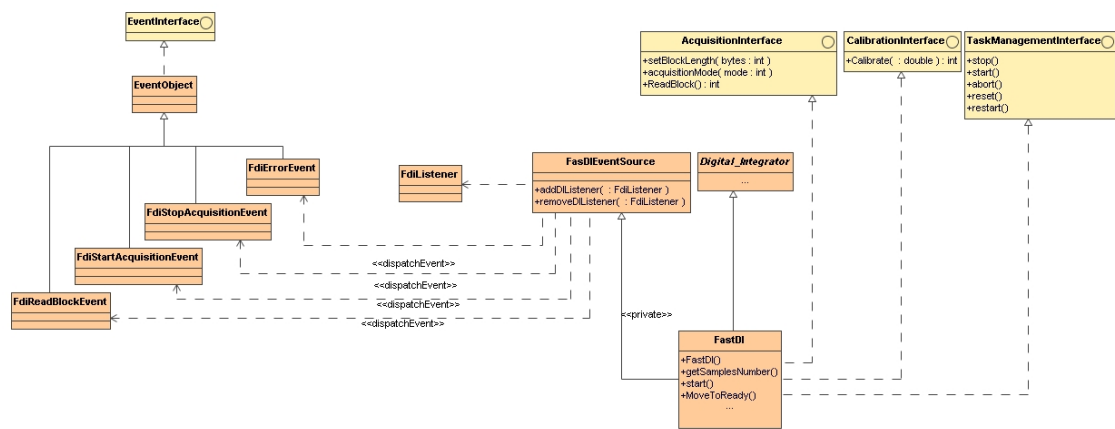 EventInterface
EventObject
FdiErrorEvent
FdiStopAcquisitionEvent
FdiStartAcquisitionEvent
FdiReadBlockEvent
FdiListener
FasDIEventSource
+addDIListener( : FdiListener )
+removeDIListener( : FdiListener )
<<dispatchEvent>>
<<dispatchEvent>>
<<dispatchEvent>>
<<dispatchEvent>>
AcquisitionInterface
+setBlockLength( bytes : int )
+acquisitionMode( mode : int )
+ReadBlock() : int
CalibrationInterface
+Calibrate( : double ) : int
TaskManagementInterface
+stop()
+start()
+abort()
+reset()
+restart()
Digital_Integrator
...
<<private>>
FastDI
+FastDI()
+getSamplesNumber()
+start()
+MoveToReady()
...